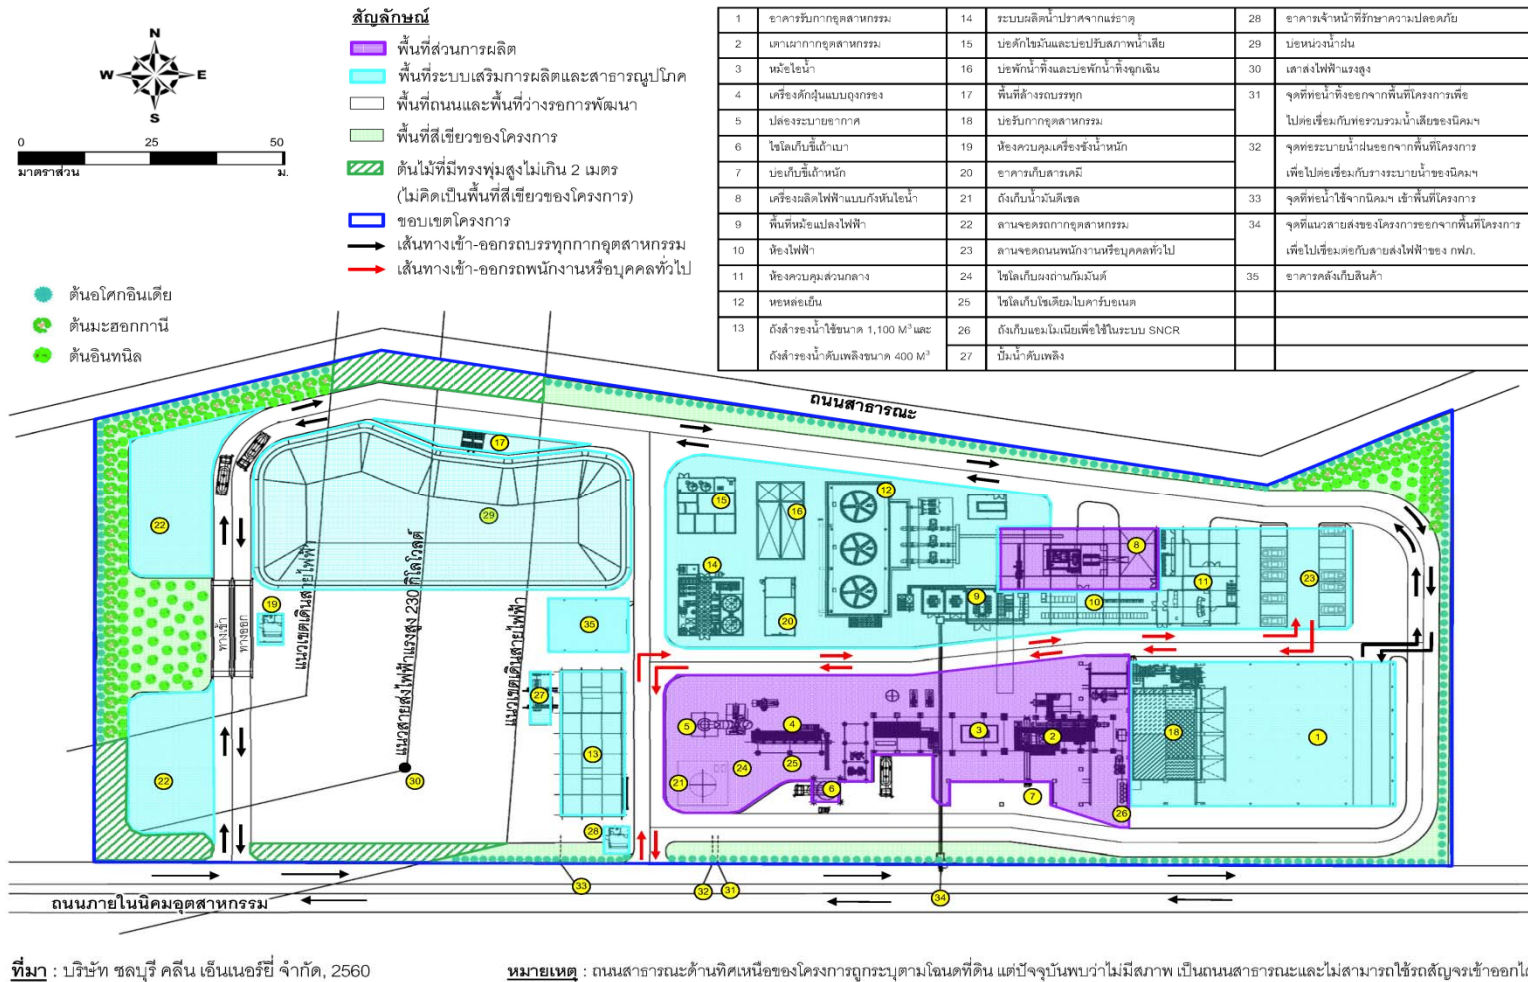 สัญลักษณ์
พื้นที่ส่วนการผลิต
พื้นที่ระบบเสริมการผลิตและสาธารณูปโภค
พื้นที่ถนนและพื้นที่ว่างรอการพัฒนา
พื้นที่สีเขียวของโครงการ
ต้นไม้ที่มีทรงพุ่มสูงไม่เกิน 2 เมตร
(ไม่คิดเป็นพื้นที่สีเขียวของโครงการ)
ขอบเขตโครงการ
เส้นทางเข้า-ออกรถบรรทุกกากอุตสาหกรรม
เส้นทางเข้า-ออกรถพนักงานหรือบุคคลทั่วไป
N
W E
S
0 25 50
มาตราส่วน ม.
ต้นอโศกอินเดีย
ต้นมะฮอกกานี
ต้นอินทนิล
1 อาคารรับกากอุตสาหกรรม
2 เตาเผากากอุตสาหกรรม
3 หม้อไอน้ำ
4 เครื่องดักฝุ่นแบบถุงกรอง
5 ปล่องระบายอากาศ
6 ไซโลเก็บขี้เถ้าเบา
7 บ่อเก็บขี้เถ้าหนัก
8 เครื่องผลิตไฟฟ้าแบบกังหันไอน้ำ
9 พื้นที่หม้อแปลงไฟฟ้า
10 ห้องไฟฟ้า
11 ห้องควบคุมส่วนกลาง
12 หอหล่อเย็น
13 ถังสำรองน้ำใช้ขนาด 1,100 M³ และ
ถังสำรองน้ำดับเพลิงขนาด 400 M³
14 ระบบผลิตน้ำปราศจากแร่ธาตุ
15 บ่อดักไขมันและบ่อปรับสภาพน้ำเสีย
16 บ่อพักน้ำทิ้งและบ่อพักน้ำทิ้งฉุกเฉิน
17 พื้นที่ล้างรถบรรทุก
18 บ่อรับกากอุตสาหกรรม
19 ห้องควบคุมเครื่องชั่งน้ำหนัก
20 อาคารเก็บสารเคมี
21 ถังเก็บน้ำมันดีเซล
22 ลานจอดรถกากอุตสาหกรรม
23 ลานจอดถนนพนักงานหรือบุคคลทั่วไป
24 ไซโลเก็บผงถ่านกัมมันต์
25 ไซโลเก็บโซเดียมไบคาร์บอเนต
26 ถังเก็บแอมโมเนียเพื่อใช้ในระบบ SNCR
27 ปั๊มน้ำดับเพลิง
28 อาคารเจ้าหน้าที่รักษาความปลอดภัย
29 บ่อหน่วงน้ำฝน
30 เสาส่งไฟฟ้าแรงสูง
31 จุดที่ท่อน้ำทิ้งออกจากพื้นที่โครงการเพื่อ
ไปต่อเชื่อมกับท่อรวบรวมน้ำเสียของนิคมฯ
32 จุดท่อระบายน้ำฝนออกจากพื้นที่โครงการ
เพื่อไปต่อเชื่อมกับรางระบายน้ำของนิคมฯ
33 จุดที่ท่อน้ำใช้จากนิคมฯ เข้าพื้นที่โครงการ
34 จุดที่แนวสายส่งของโครงการออกจากพื้นที่โครงการ
เพื่อไปเชื่อมต่อกับสายส่งไฟฟ้าของ กฟภ.
35 อาคารคลังเก็บสินค้า
ถนนสาธารณะ
17
22
29
15
16
12
14
20
9
8
10
11
23
19
35
ทางเข้า
ทางออก
แนวเขตเดินสายไฟฟ้า
แนวสายส่งไฟฟ้าแรงสูง 230 กิโลโวลต์
แนวเขตเดินสายไฟฟ้า
27
13
5
4
3
2
18
1
22
30
21
24
25
6
7
26
28
33
32
31
34
ถนนภายในนิคมอุตสาหกรรม
ที่มา : บริษัท ชลบุรี คลีน เอ็นเนอร์ยี่ จำกัด, 2560
หมายเหตุ : ถนนสาธารณะด้านทิศเหนือของโครงการถูกระบุตามโฉนดที่ดิน แต่ปัจจุบันพบว่าไม่มีสภาพ เป็นถนนสาธารณะและไม่สามารถใช้รถสัญจรเข้าออกได้